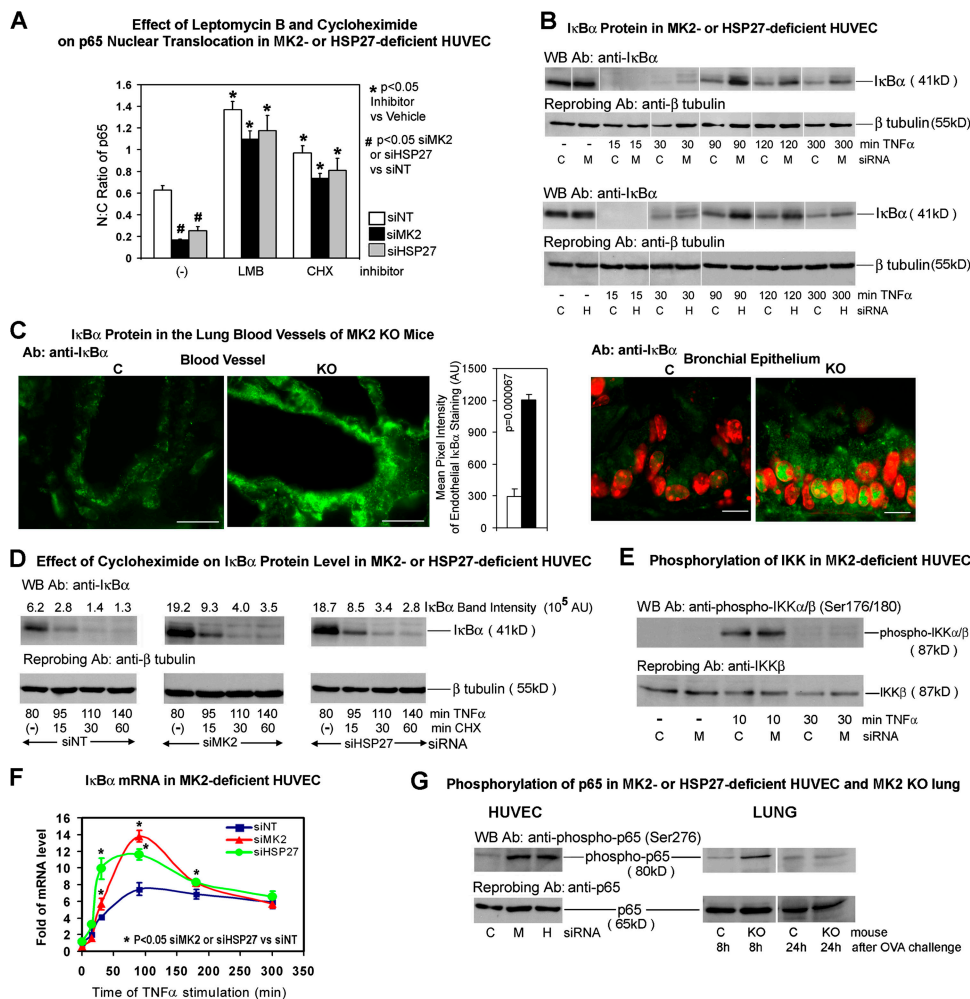 A
Effect of Leptomycin B and Cycloheximide
on p65 Nuclear Translocation in MK2- or HSP27-deficient HUVEC
N:C Ratio of p65
1.6
1.4
1.2
1.0
0.8
0.6
0.4
0.2
0
* * *
* * *
# #
(-) LMB CHX inhibitor
* p<0.05
Inhibitor
vs Vehicle
# p<0.05 siMK2
or siHSP27
vs siNT
siNT
siMK2
siHSP27
B
IκBα Protein in MK2- or HSP27-deficient HUVEC
WB Ab: anti-IκBα
IκBα ( 41kD)
Reprobing Ab: anti-β tubulin
β tubulin (55kD)
- - 15 15 30 30 90 90 120 120 300 300 min TNFα
C M C M C M C M C M C M siRNA
WB Ab: anti-IκBα
IκBα ( 41kD)
Reprobing Ab: anti-β tubulin
β tubulin(55kD)
- - 15 15 30 30 90 90 120 120 300 300 min TNFα
C H C H C H C H C H C H siRNA
C
IκBα Protein in the Lung Blood Vessels of MK2 KO Mice
Ab: anti-IκBα
Blood Vessel
C KO
Mean Pixel Intensity
of Endothelial IκBα Staining (AU)
1500
1200
900
600
300
0
p=0.000067
Ab: anti-IκBα
Bronchial Epithelium
C KO
D
Effect of Cycloheximide on IκBα Protein Level in MK2- or HSP27-deficient HUVEC
WB Ab: anti-IκBα
6.2 2.8 1.4 1.3 19.2 9.3 4.0 3.5 18.7 8.5 3.4 2.8 IκBα Band Intensity (10⁵ AU)
IκBα ( 41kD)
Reprobing Ab: anti-β tubulin
β tubulin ( 55kD)
80 95 110 140 80 95 110 140 80 95 110 140 min TNFα
(-) 15 30 60 (-) 15 30 60 (-) 15 30 60 min CHX
siNT siMK2 siHSP27 siRNA
E
Phosphorylation of IKK in MK2-deficient HUVEC
WB Ab: anti-phospho-IKKα/β (Ser176/180)
phospho-IKKα/β
(87kD)
Reprobing Ab: anti-IKKβ
IKKβ ( 87kD)
- - 10 10 30 30 min TNFα
C M C M C M siRNA
F
IκBα mRNA in MK2-deficient HUVEC
Fold of mRNA level
16
14
12
10
8
6
4
2
0
siNT
siMK2
siHSP27
* * * * *
* P<0.05 siMK2 or siHSP27 vs siNT
0 50 100 150 200 250 300 350
Time of TNFα stimulation (min)
G
Phosphorylation of p65 in MK2- or HSP27-deficient HUVEC and MK2 KO lung
HUVEC LUNG
WB Ab: anti-phospho-p65 (Ser276)
phospho-p65
(80kD)
Reprobing Ab: anti-p65
p65
(65kD)
C M H siRNA
C KO C KO mouse
8h 8h 24h 24h after OVA challenge